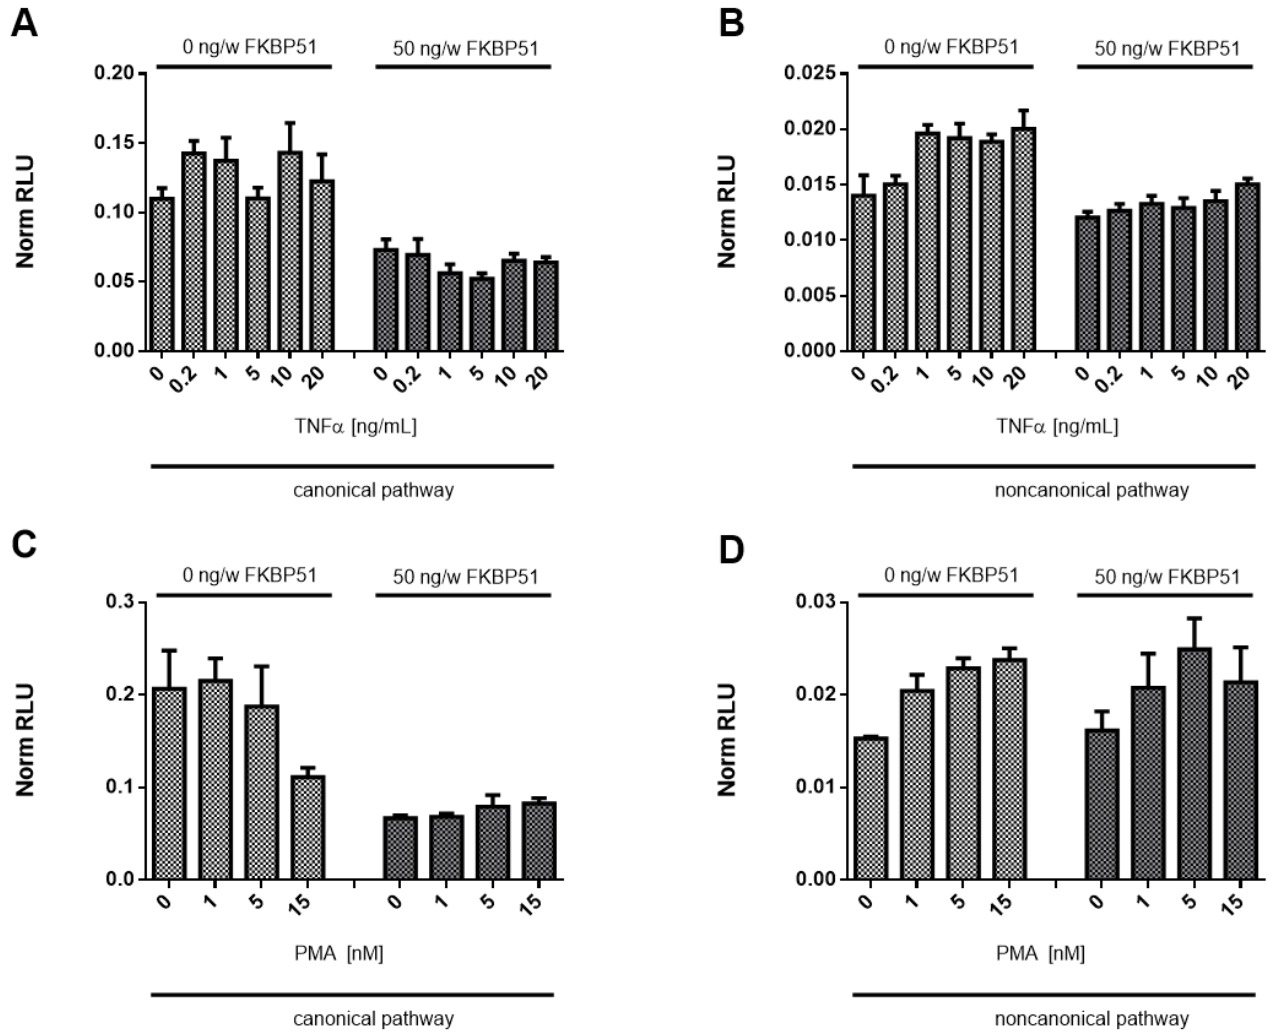 A
0 ng/w FKBP51 50 ng/w FKBP51
Norm RLU
0.20
0.15
0.10
0.05
0.00
0 0.2 1 5 10 20 0 0.2 1 5 10 20
TNFα [ng/mL]
canonical pathway
B
0 ng/w FKBP51 50 ng/w FKBP51
Norm RLU
0.025
0.020
0.015
0.010
0.005
0.000
0 0.2 1 5 10 20 0 0.2 1 5 10 20
TNFα [ng/mL]
noncanonical pathway
C
0 ng/w FKBP51 50 ng/w FKBP51
Norm RLU
0.3
0.2
0.1
0.0
0 1 5 15 0 1 5 15
PMA [nM]
canonical pathway
D
0 ng/w FKBP51 50 ng/w FKBP51
Norm RLU
0.03
0.02
0.01
0.00
0 1 5 15 0 1 5 15
PMA [nM]
noncanonical pathway